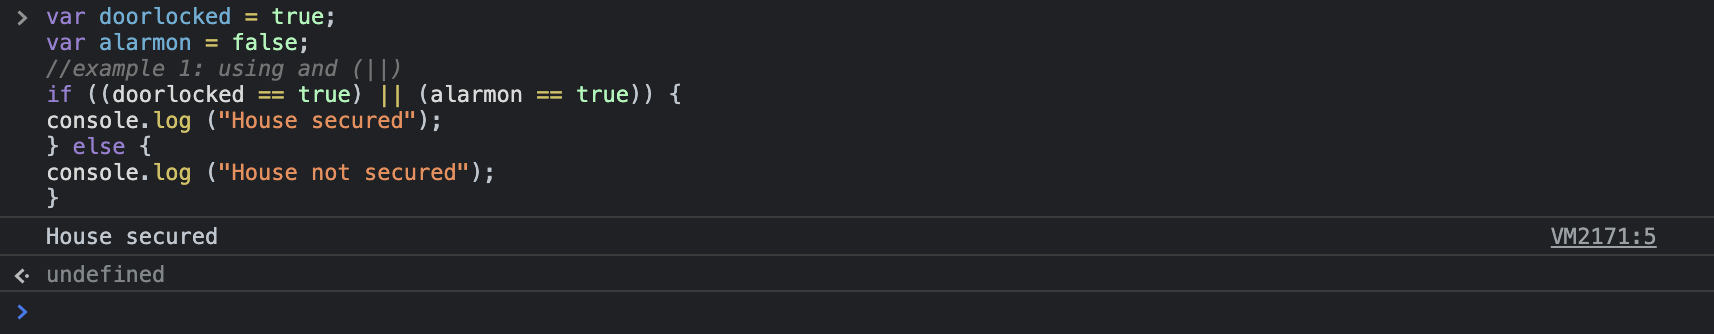 var doorlocked = true;
var alarmon = false;
//example 1: using and (||)
if ((doorlocked == true) || (alarmon == true)) {
console.log ("House secured");
} else {
console.log ("House not secured");
}
House secured VM2171:5
undefined